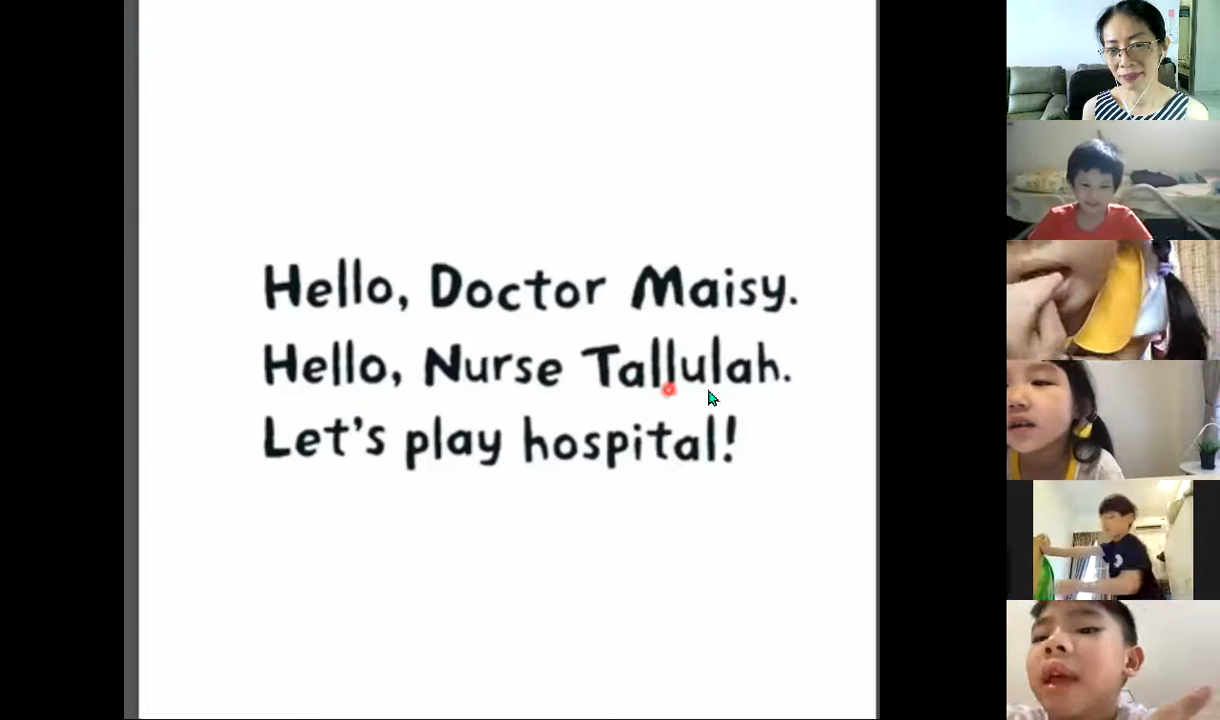 Hello, Doctor Maisy.
Hello, Nurse Tallulah.
Let's play hospital!